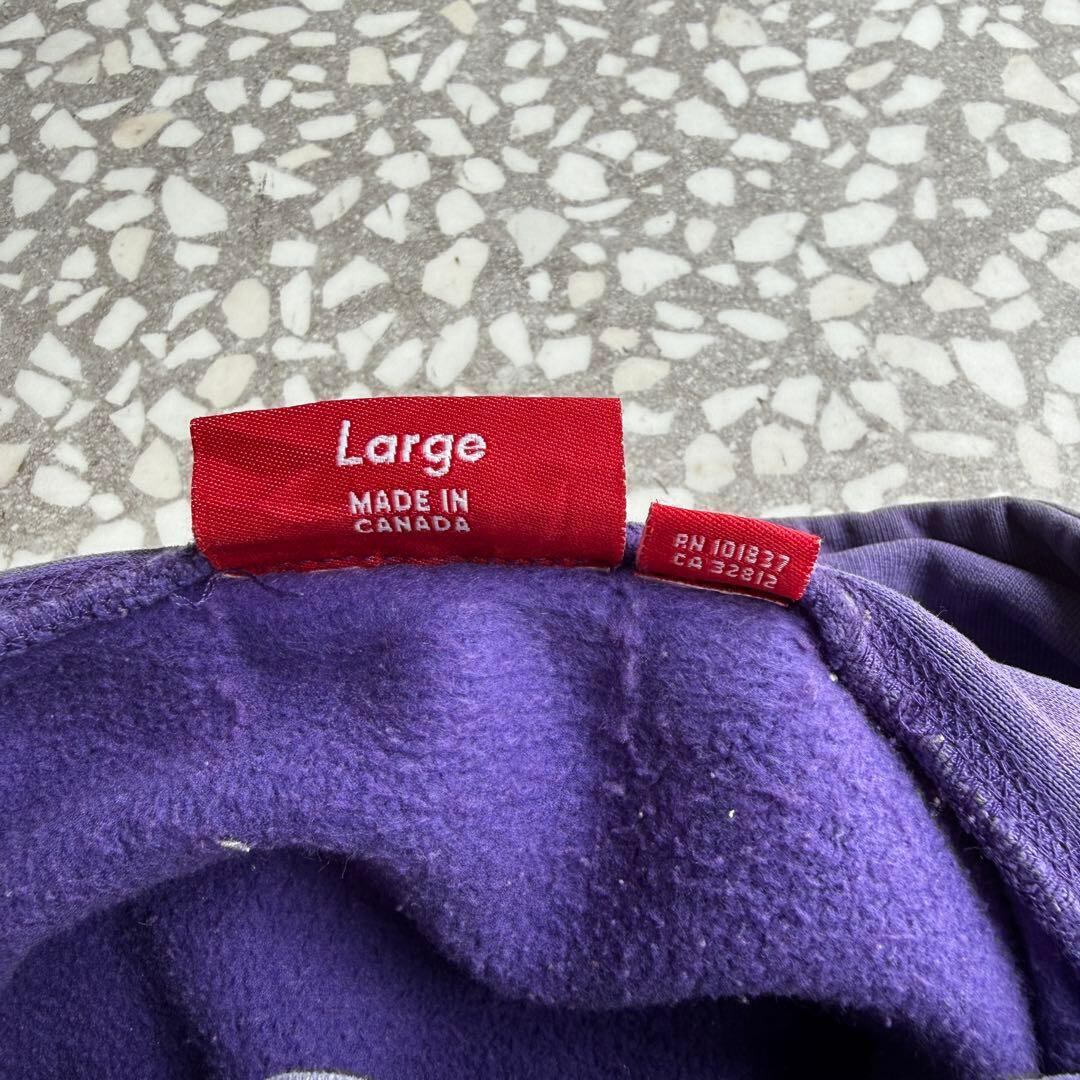 Large
MADE IN
CANADA
RN 101837
CA 32812